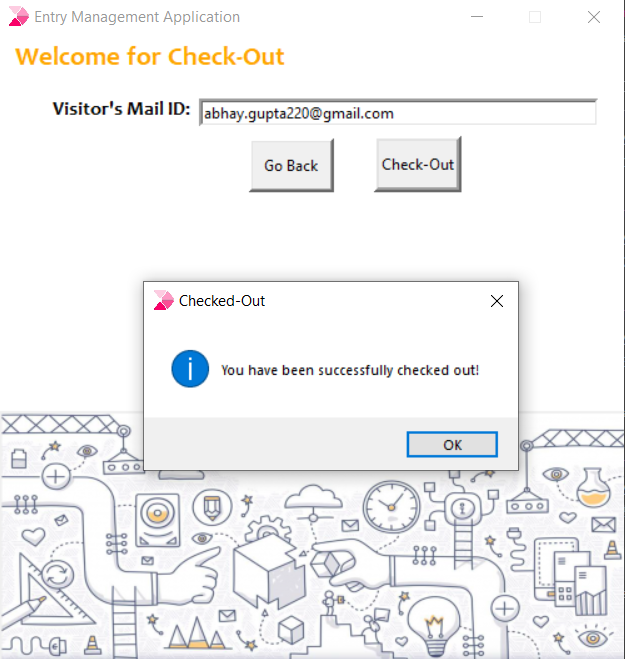 Entry Management Application
Welcome for Check-Out
Visitor's Mail ID: abhay.gupta220@gmail.com
Go Back Check-Out
Checked-Out
You have been successfully checked out!
OK